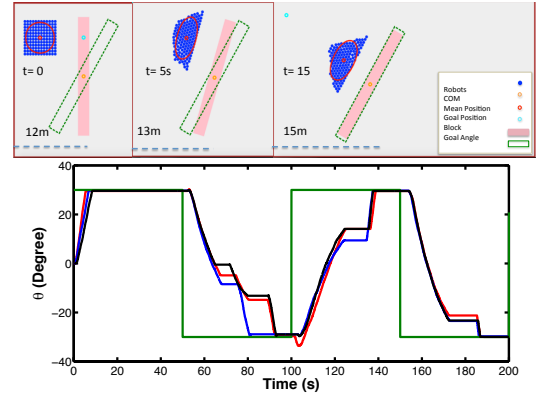 t= 0
12m
t= 5s
13m
t= 15
15m
Robots
COM
Mean Position
Goal Position
Block
Goal Angle
40
20
0
−20
−40
θ (Degree)
0 20 40 60 80 100 120 140 160 180 200
Time (s)